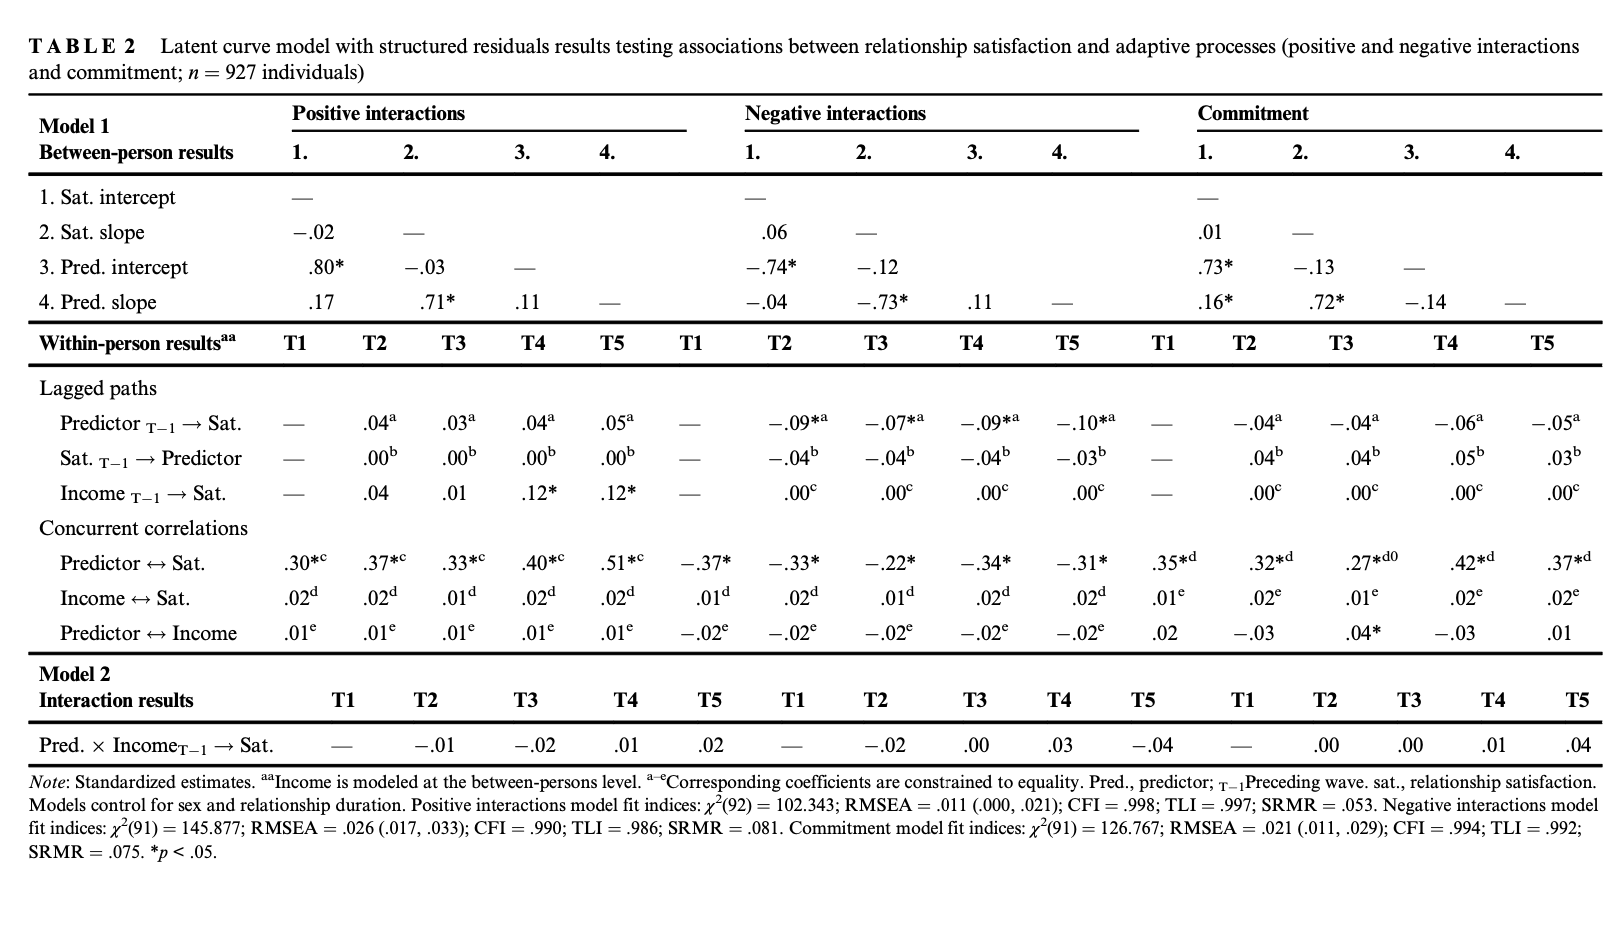 TABLE 2 Latent curve model with structured residuals results testing associations between relationship satisfaction and adaptive processes (positive and negative interactions
and commitment; n = 927 individuals)
Model 1 Positive interactions Negative interactions Commitment
Between-person results 1. 2. 3. 4. 1. 2. 3. 4. 1. 2. 3. 4.
1. Sat. intercept — — —
2. Sat. slope −.02 — .06 — .01 —
3. Pred. intercept .80* −.03 — −.74* −.12 .73* −.13 —
4. Pred. slope .17 .71* .11 — −.04 −.73* .11 — .16* .72* −.14 —
Within-person results^aa T1 T2 T3 T4 T5 T1 T2 T3 T4 T5 T1 T2 T3 T4 T5
Lagged paths
Predictor T−1 → Sat. — .04^a .03^a .04^a .05^a — −.09*^a −.07*^a −.09*^a −.10*^a — −.04^a −.04^a −.06^a −.05^a
Sat. T−1 → Predictor — .00^b .00^b .00^b .00^b — −.04^b −.04^b −.04^b −.03^b — .04^b .04^b .05^b .03^b
Income T−1 → Sat. — .04 .01 .12* .12* — .00^c .00^c .00^c .00^c — .00^c .00^c .00^c .00^c
Concurrent correlations
Predictor ↔ Sat. .30*^c .37*^c .33*^c .40*^c .51*^c −.37* −.33* −.22* −.34* −.31* .35*^d .32*^d .27*^d0 .42*^d .37*^d
Income ↔ Sat. .02^d .02^d .01^d .02^d .02^d .01^d .02^d .01^d .02^d .02^d .01^e .02^e .01^e .02^e .02^e
Predictor ↔ Income .01^e .01^e .01^e .01^e .01^e −.02^e −.02^e −.02^e −.02^e −.02^e .02 −.03 .04* −.03 .01
Model 2
Interaction results T1 T2 T3 T4 T5 T1 T2 T3 T4 T5 T1 T2 T3 T4 T5
Pred. × Income T−1 → Sat. — −.01 −.02 .01 .02 — −.02 .00 .03 −.04 — .00 .00 .01 .04
Note: Standardized estimates. ^aa Income is modeled at the between-persons level. ^a–e Corresponding coefficients are constrained to equality. Pred., predictor; T−1 Preceding wave. sat., relationship satisfaction.
Models control for sex and relationship duration. Positive interactions model fit indices: χ²(92) = 102.343; RMSEA = .011 (.000, .021); CFI = .998; TLI = .997; SRMR = .053. Negative interactions model
fit indices: χ²(91) = 145.877; RMSEA = .026 (.017, .033); CFI = .990; TLI = .986; SRMR = .081. Commitment model fit indices: χ²(91) = 126.767; RMSEA = .021 (.011, .029); CFI = .994; TLI = .992;
SRMR = .075. *p < .05.